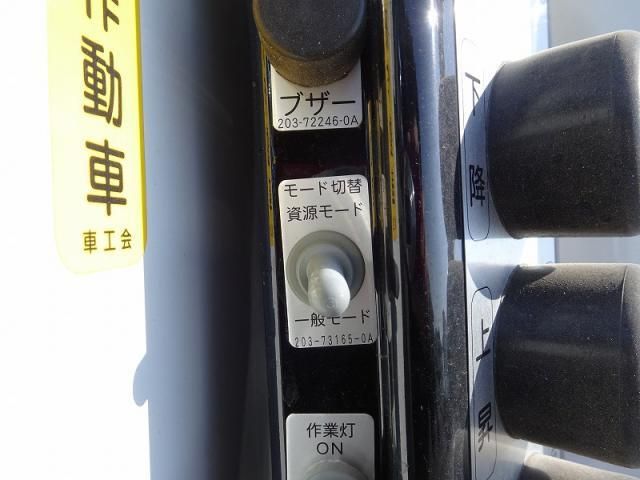 作動車
車工会
ブザー
203-72246-0A
モード切替
資源モード
一般モード
203-73165-0A
作業灯
ON
下降
上昇